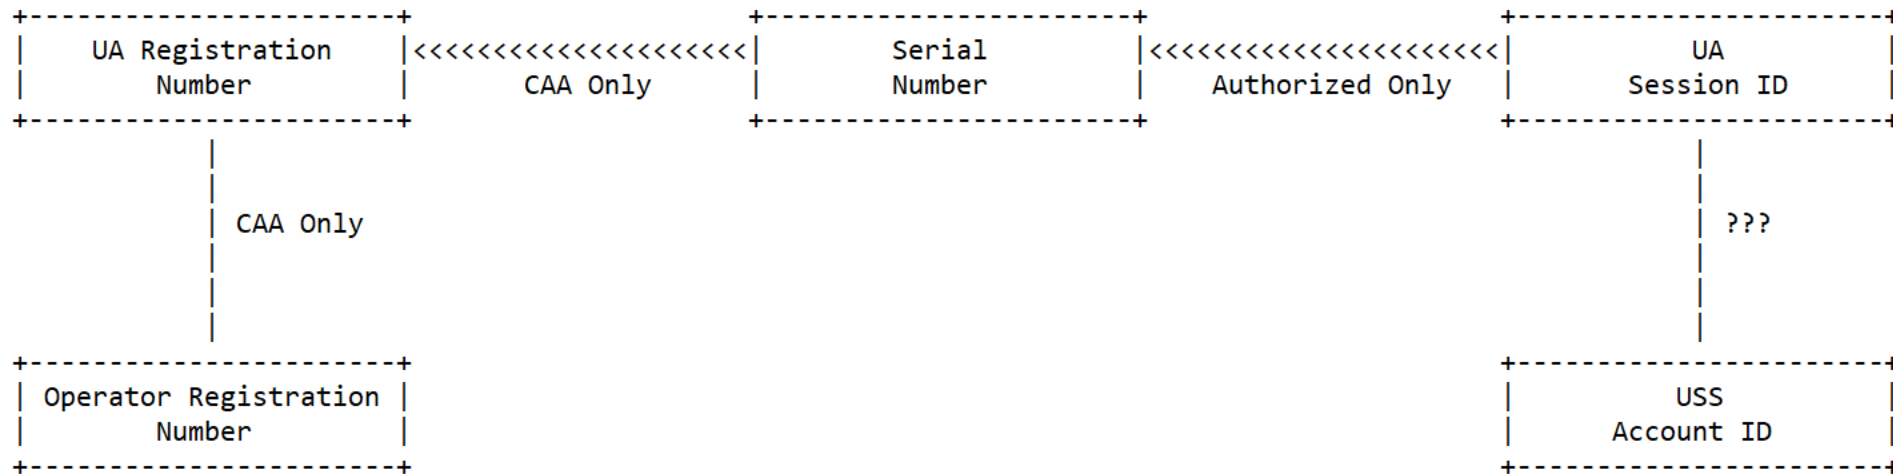 +-----------------------+ +-----------------------+ +-----------------------+
| UA Registration |<<<<<<<<<<<<<<<<<<<<<| Serial |<<<<<<<<<<<<<<<<<<<<<<| UA |
| Number | CAA Only | Number | Authorized Only | Session ID |
+-----------------------+ +-----------------------+ +-----------------------+
| |
| |
| CAA Only | ???
| |
| |
| |
+-----------------------+ +-----------------------+
| Operator Registration | | USS |
| Number | | Account ID |
+-----------------------+ +-----------------------+